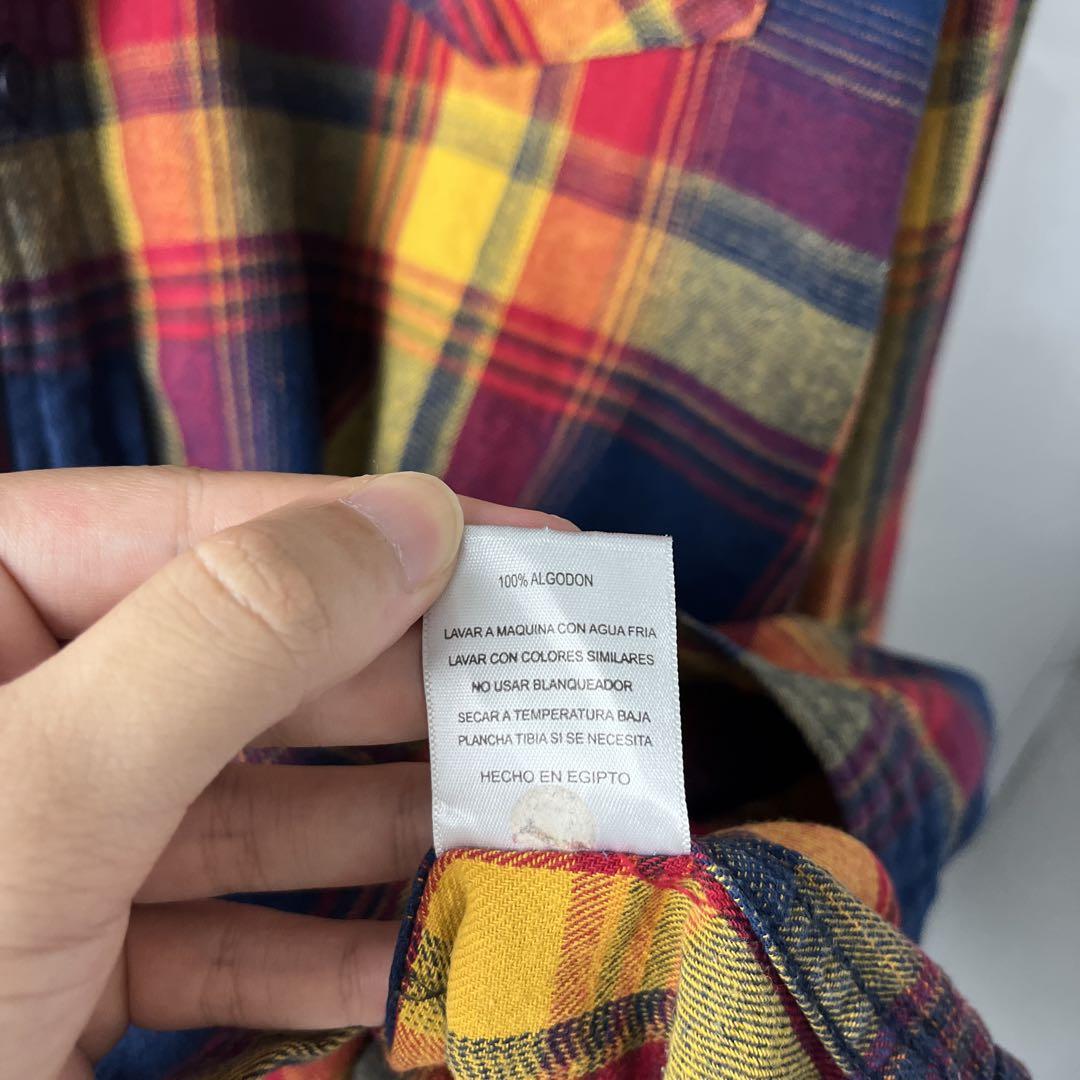 100% ALGODON
LAVAR A MAQUINA CON AGUA FRIA
LAVAR CON COLORES SIMILARES
NO USAR BLANQUEADOR
SECAR A TEMPERATURA BAJA
PLANCHA TIBIA SI SE NECESITA
HECHO EN EGIPTO